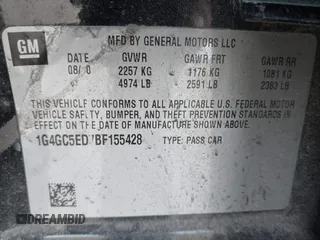 GM
MFD BY GENERAL MOTORS LLC
DATE GVWR GAWR FRT GAWR RR
08/ 0 2257 KG 1176 KG 1081 KG
4974 LB 2591 LB 2383 LB
THIS VEHICLE CONFORMS TO ALL APPLICABLE U.S. FEDERAL MOTOR
VEHICLE SAFETY, BUMPER, AND THEFT PREVENTION STANDARDS IN
EFFECT ON THE DATE OF MANUFACTURE SHOWN ABOVE.
1G4GC5ED BF155428 TYPE: PASS CAR
DREAMBID